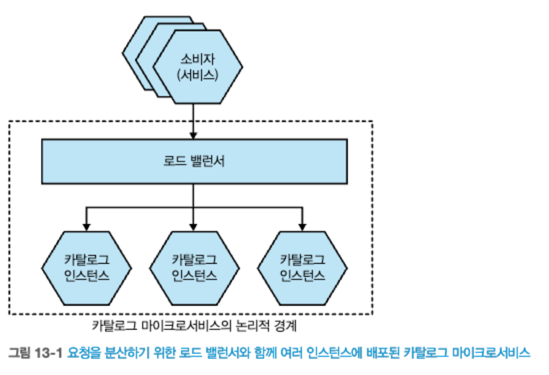 소비자
(서비스)
로드 밸런서
카탈로그
인스턴스
카탈로그
인스턴스
카탈로그
인스턴스
카탈로그 마이크로서비스의 논리적 경계
그림 13-1 요청을 분산하기 위한 로드 밸런서와 함께 여러 인스턴스에 배포된 카탈로그 마이크로서비스